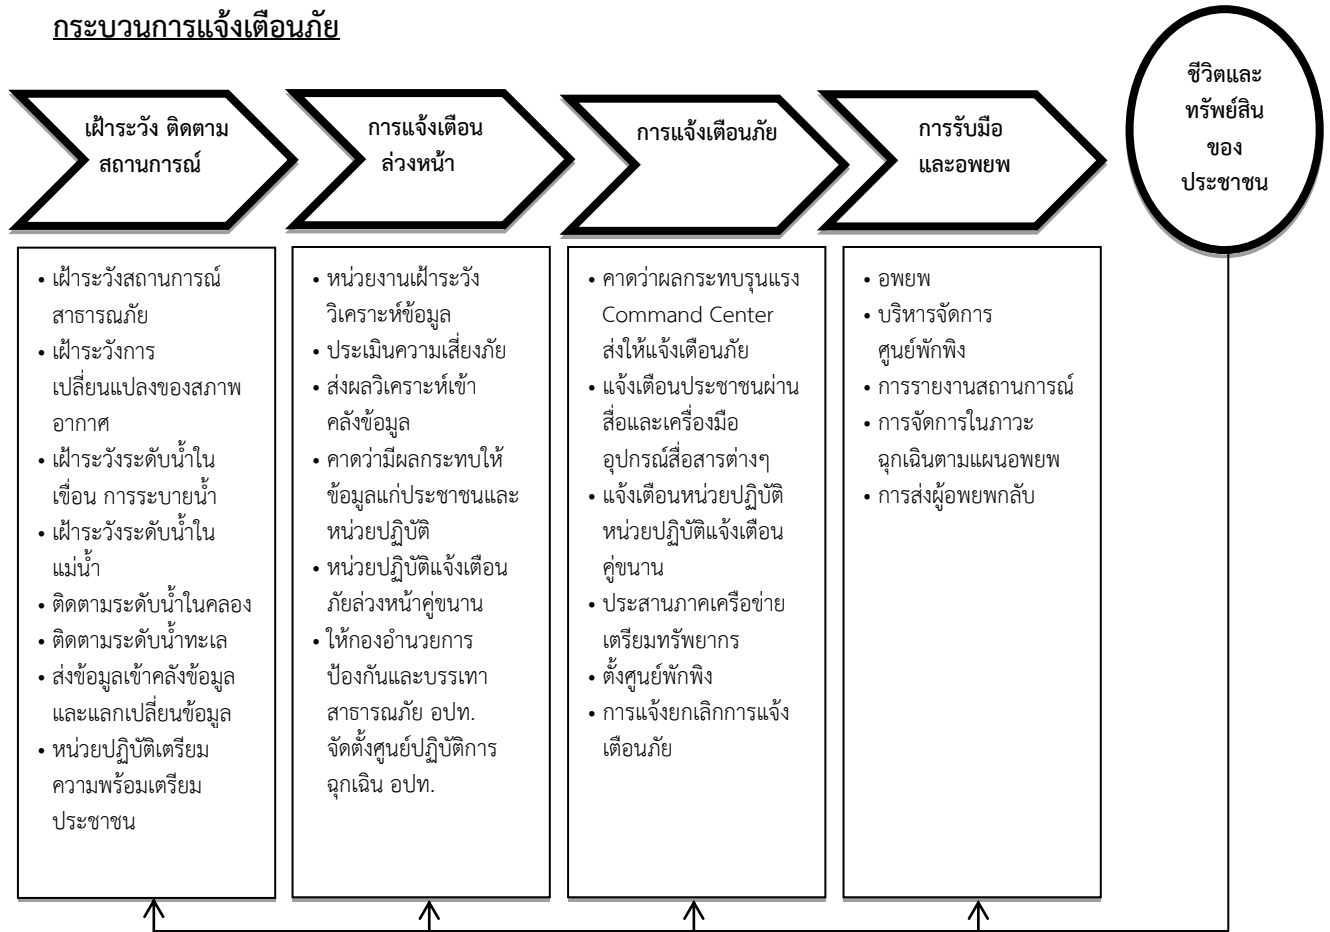 กระบวนการแจ้งเตือนภัย
เฝ้าระวัง ติดตาม
สถานการณ์
การแจ้งเตือน
ล่วงหน้า
การแจ้งเตือนภัย
การรับมือ
และอพยพ
ชีวิตและ
ทรัพย์สิน
ของ
ประชาชน
• เฝ้าระวังสถานการณ์
สาธารณภัย
• เฝ้าระวังการ
เปลี่ยนแปลงของสภาพ
อากาศ
• เฝ้าระวังระดับน้ำใน
เขื่อน การระบายน้ำ
• เฝ้าระวังระดับน้ำใน
แม่น้ำ
• ติดตามระดับน้ำในคลอง
• ติดตามระดับน้ำทะเล
• ส่งข้อมูลเข้าคลังข้อมูล
และแลกเปลี่ยนข้อมูล
• หน่วยปฏิบัติเตรียม
ความพร้อมเตรียม
ประชาชน
• หน่วยงานเฝ้าระวัง
วิเคราะห์ข้อมูล
• ประเมินความเสี่ยงภัย
• ส่งผลวิเคราะห์เข้า
คลังข้อมูล
• คาดว่ามีผลกระทบให้
ข้อมูลแก่ประชาชนและ
หน่วยปฏิบัติ
• หน่วยปฏิบัติแจ้งเตือน
ภัยล่วงหน้าคู่ขนาน
• ให้กองอำนวยการ
ป้องกันและบรรเทา
สาธารณภัย อปท.
จัดตั้งศูนย์ปฏิบัติการ
ฉุกเฉิน อปท.
• คาดว่าผลกระทบรุนแรง
Command Center
ส่งให้แจ้งเตือนภัย
• แจ้งเตือนประชาชนผ่าน
สื่อและเครื่องมือ
อุปกรณ์สื่อสารต่างๆ
• แจ้งเตือนหน่วยปฏิบัติ
หน่วยปฏิบัติแจ้งเตือน
คู่ขนาน
• ประสานภาคเครือข่าย
เตรียมทรัพยากร
• ตั้งศูนย์พักพิง
• การแจ้งยกเลิกการแจ้ง
เตือนภัย
• อพยพ
• บริหารจัดการ
ศูนย์พักพิง
• การรายงานสถานการณ์
• การจัดการในภาวะ
ฉุกเฉินตามแผนอพยพ
• การส่งผู้อพยพกลับ